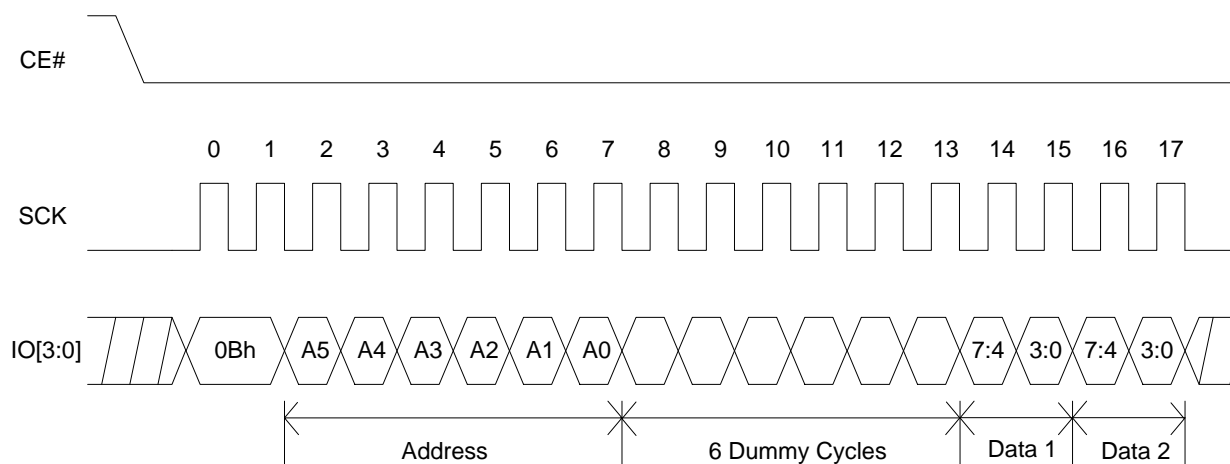 CE#
0 1 2 3 4 5 6 7 8 9 10 11 12 13 14 15 16 17
SCK
IO[3:0] 0Bh A5 A4 A3 A2 A1 A0 7:4 3:0 7:4 3:0
Address 6 Dummy Cycles Data 1 Data 2